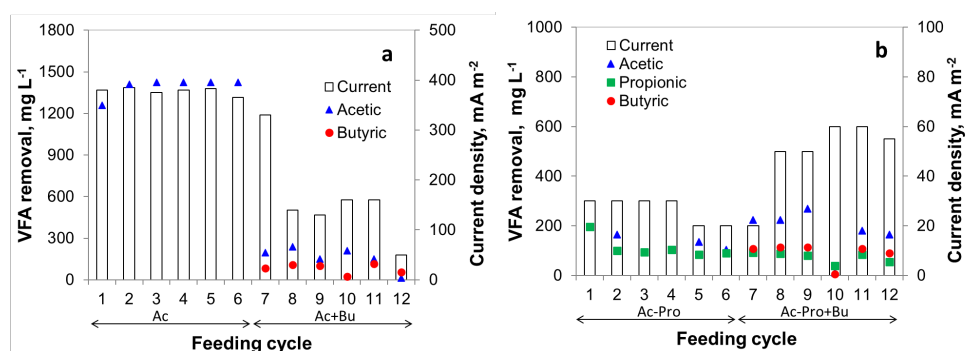 a
VFA removal, mg L-1
1800
1500
1200
900
600
300
0
Current
Acetic
Butyric
500
400
300
200
100
0
Current density, mA m-2
1 2 3 4 5 6 7 8 9 10 11 12
Ac Ac+Bu
Feeding cycle
b
VFA removal, mg L-1
1000
800
600
400
200
0
Current
Acetic
Propionic
Butyric
100
80
60
40
20
0
Current density, mA m-2
1 2 3 4 5 6 7 8 9 10 11 12
Ac-Pro Ac-Pro+Bu
Feeding cycle